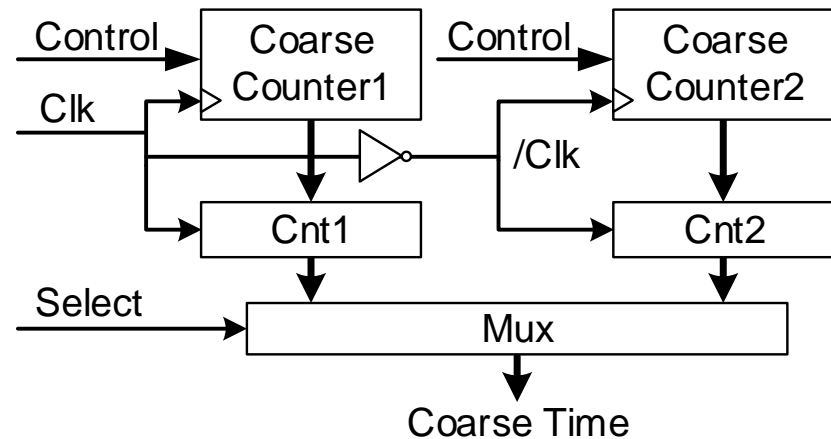 Control
Coarse
Counter1
Control
Coarse
Counter2
Clk
/Clk
Cnt1
Cnt2
Select
Mux
Coarse Time